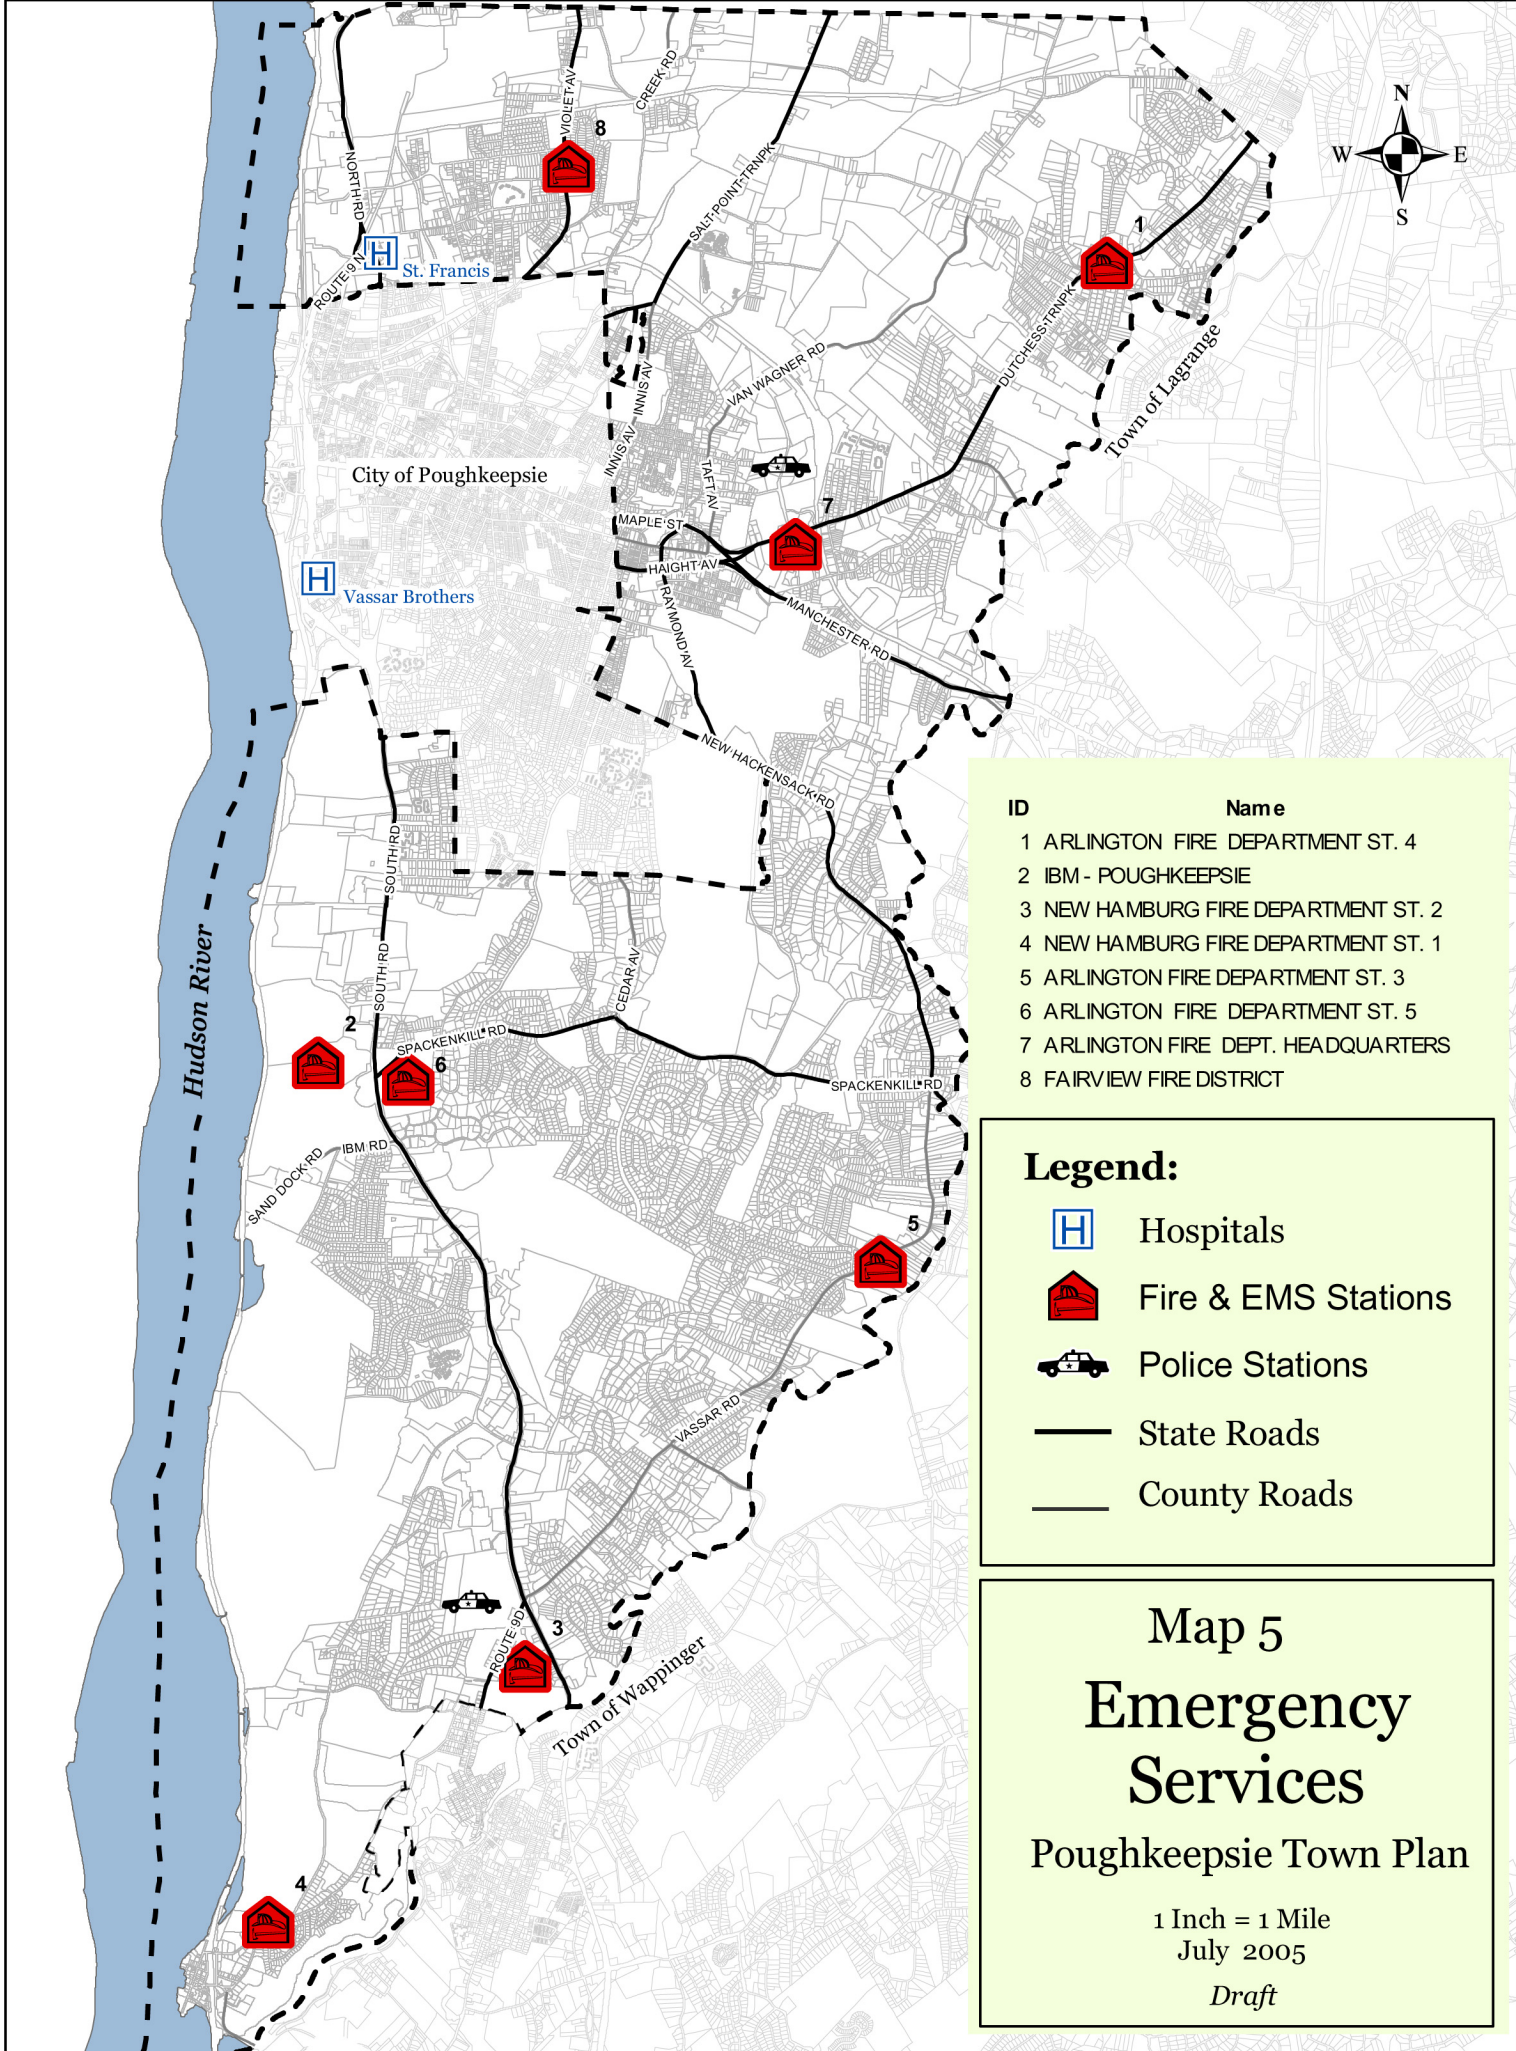 VIOLET AV
CREEK RD
8
N
W
E
S
NORTH RD
SALT POINT TRNPK
1
ROUTE 9 N
H
St. Francis
DUTCHESS TRNPK
Town of Lagrange
INNIS AV
VAN WAGNER RD
INNIS AV
City of Poughkeepsie
TAFT AV
7
MAPLE ST
HAIGHT AV
H
Vassar Brothers
RAYMOND AV
MANCHESTER RD
NEW HACKENSACK RD
SOUTH RD
Hudson River
SOUTH RD
CEDAR AV
2
SPACKENKILL RD
6
SPACKENKILL RD
IBM RD
SAND DOCK RD
5
VASSAR RD
ROUTE 9D
3
Town of Wappinger
4
ID Name
1 ARLINGTON FIRE DEPARTMENT ST. 4
2 IBM - POUGHKEEPSIE
3 NEW HAMBURG FIRE DEPARTMENT ST. 2
4 NEW HAMBURG FIRE DEPARTMENT ST. 1
5 ARLINGTON FIRE DEPARTMENT ST. 3
6 ARLINGTON FIRE DEPARTMENT ST. 5
7 ARLINGTON FIRE DEPT. HEADQUARTERS
8 FAIRVIEW FIRE DISTRICT
Legend:
H Hospitals
Fire & EMS Stations
Police Stations
State Roads
County Roads
Map 5
Emergency
Services
Poughkeepsie Town Plan
1 Inch = 1 Mile
July 2005
Draft